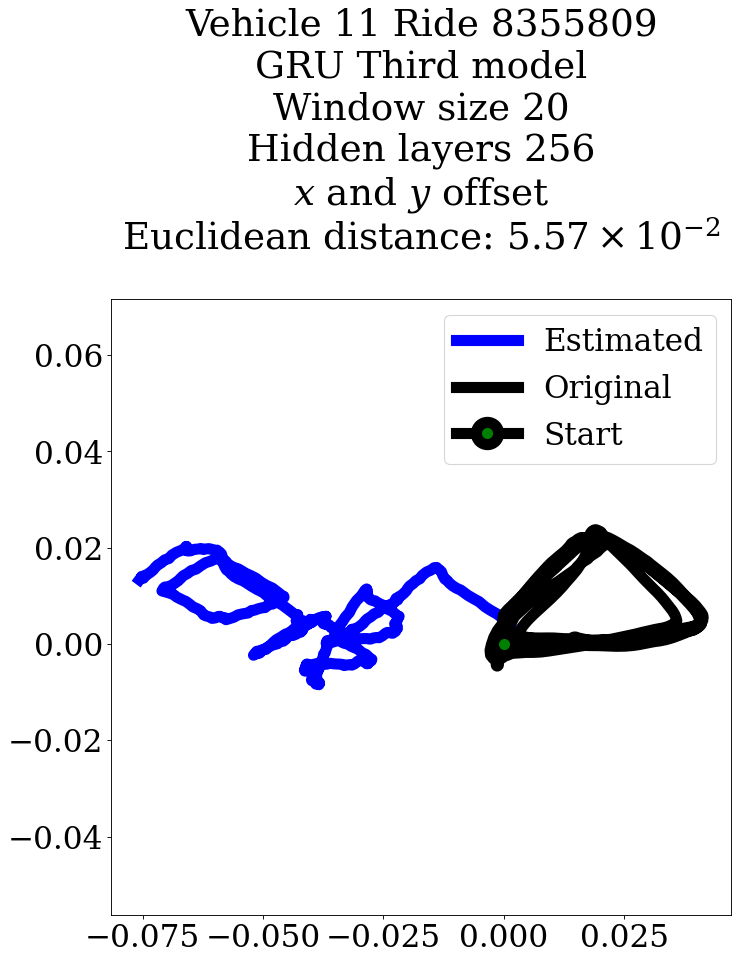 Vehicle 11 Ride 8355809
GRU Third model
Window size 20
Hidden layers 256
x and y offset
Euclidean distance: 5.57 × 10⁻²
Estimated
Original
Start
0.06
0.04
0.02
0.00
−0.02
−0.04
−0.075 −0.050 −0.025 0.000 0.025